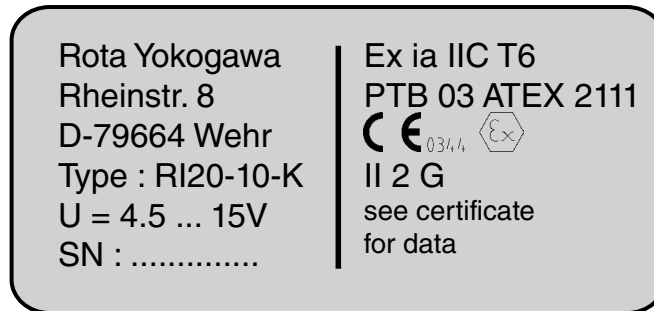 Rota Yokogawa
Rheinstr. 8
D-79664 Wehr
Type : RI20-10-K
U = 4.5 ... 15V
SN : ..............
Ex ia IIC T6
PTB 03 ATEX 2111
CE 0344 Ex
II 2 G
see certificate
for data